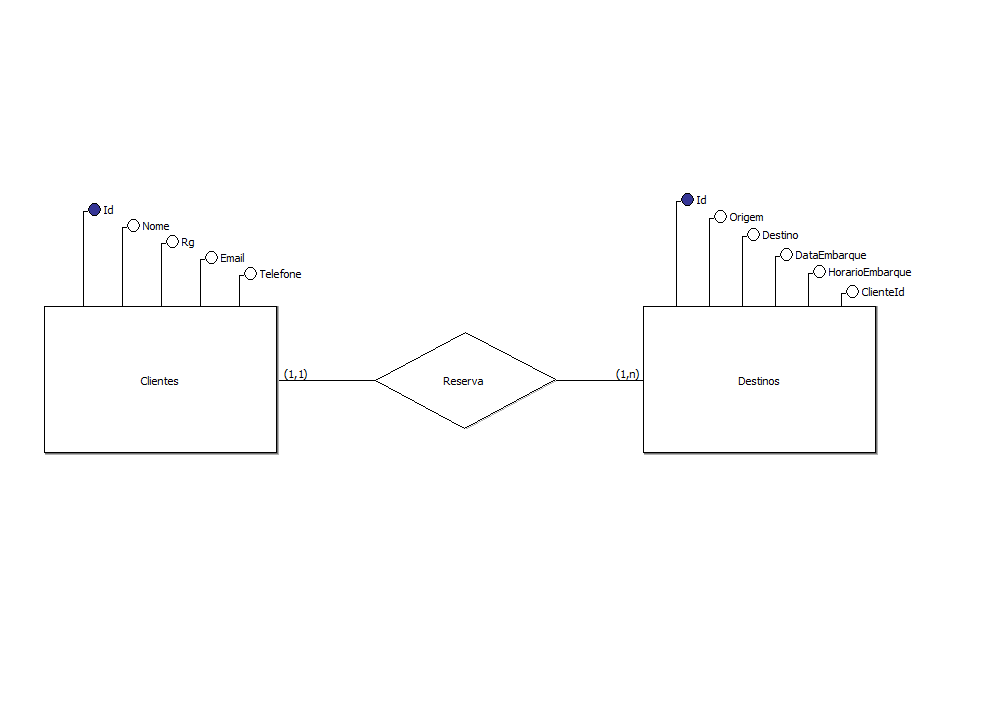 Id
Nome
Rg
Email
Telefone
Id
Origem
Destino
DataEmbarque
HorarioEmbarque
ClienteId
Clientes
(1,1)
Reserva
(1,n)
Destinos